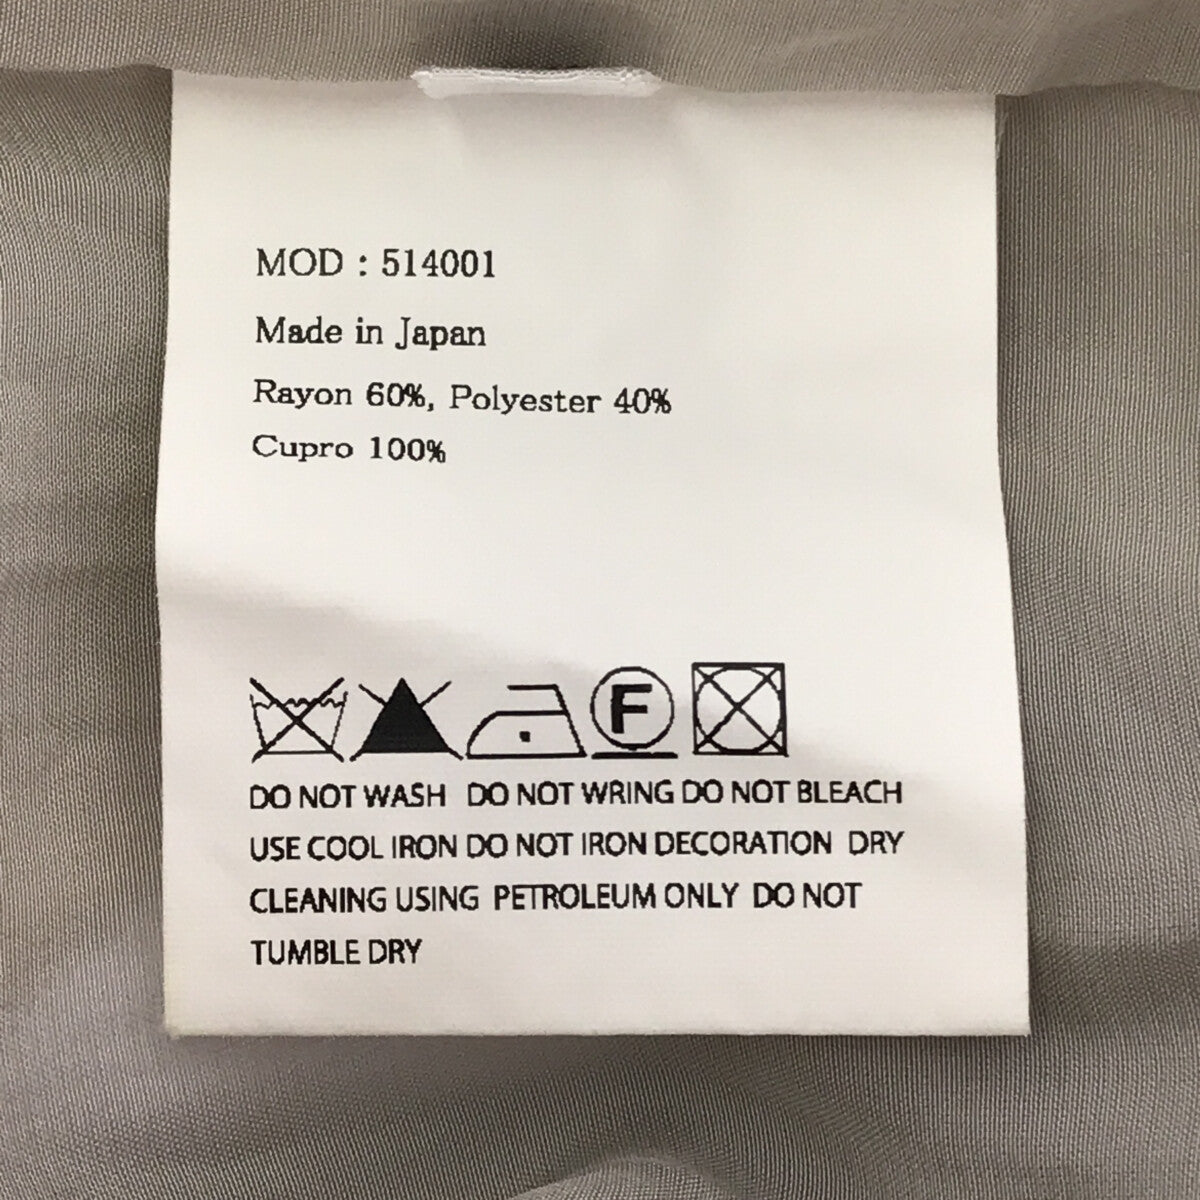 MOD : 514001
Made in Japan
Rayon 60%, Polyester 40%
Cupro 100%
F
DO NOT WASH DO NOT WRING DO NOT BLEACH
USE COOL IRON DO NOT IRON DECORATION DRY
CLEANING USING PETROLEUM ONLY DO NOT
TUMBLE DRY